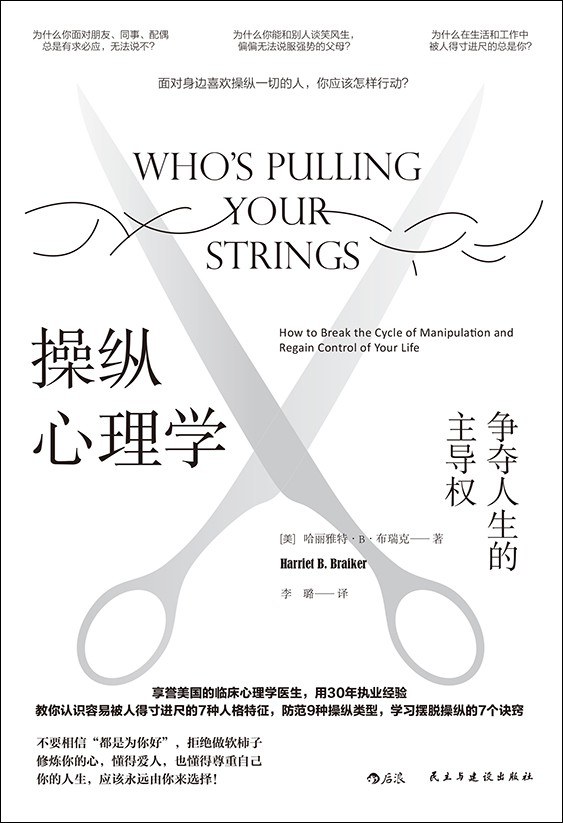 为什么你面对朋友、同事、配偶
总是有求必应，无法说不？
为什么你能和别人谈笑风生，
偏偏无法说服强势的父母？
为什么在生活和工作中
被人得寸进尺的总是你？
面对身边喜欢操纵一切的人，你应该怎样行动？
WHO'S PULLING
YOUR
STRINGS
How to Break the Cycle of Manipulation and
Regain Control of Your Life
操纵
心理学
争夺人生的
主导权
[美] 哈丽雅特·B·布瑞克——著
Harriet B. Braiker
李 璐——译
享誉美国的临床心理学医生，用30年执业经验
教你认识容易被人得寸进尺的7种人格特征，防范9种操纵类型，学习摆脱操纵的7个诀窍
不要相信“都是为你好”，拒绝做软柿子
修炼你的心，懂得爱人，也懂得尊重自己
你的人生，应该永远由你来选择！
后浪
民主与建设出版社